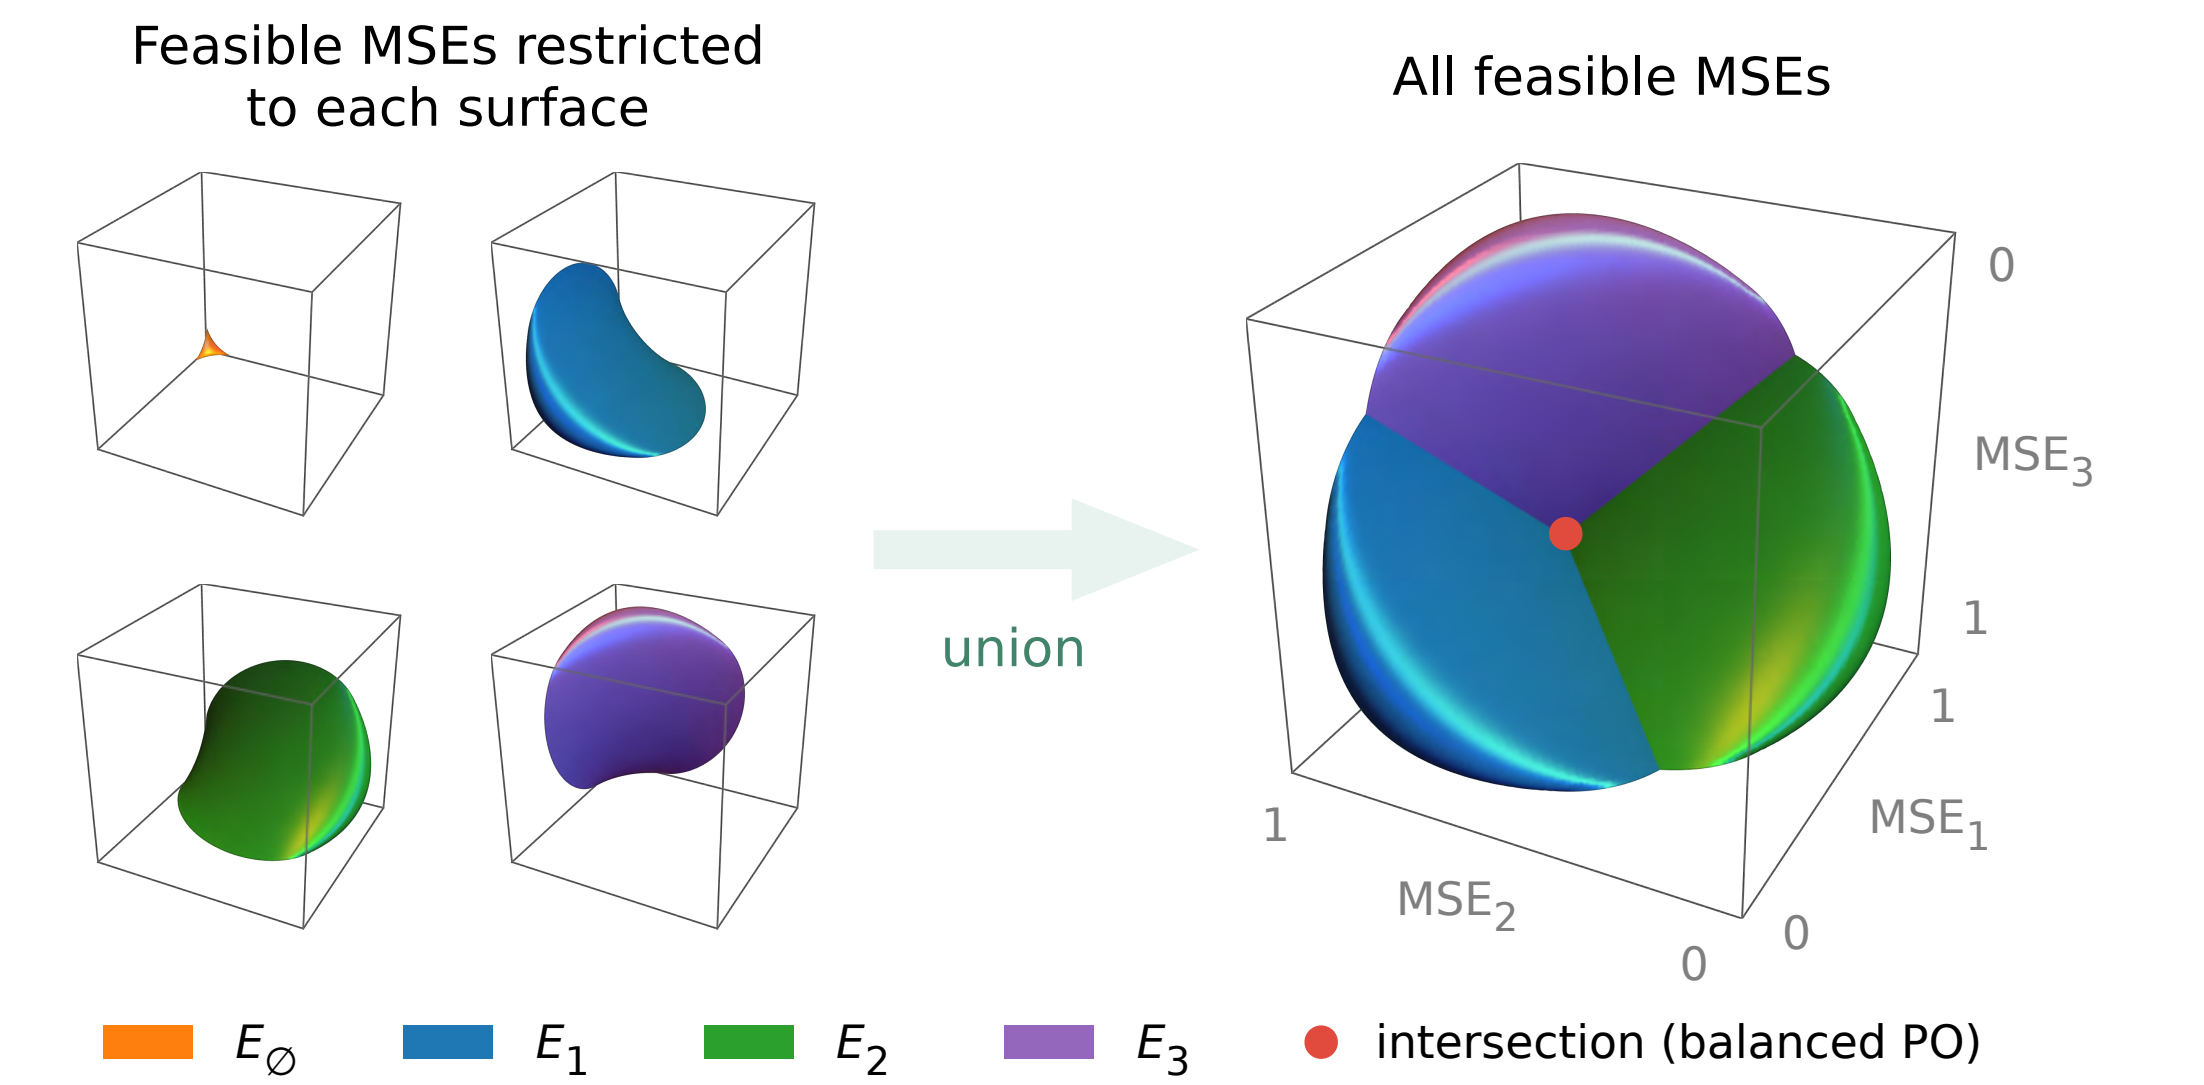 Feasible MSEs restricted
to each surface
All feasible MSEs
0
MSE₃
1
1
MSE₁
0
1
MSE₂
0
union
E∅
E₁
E₂
E₃
intersection (balanced PO)